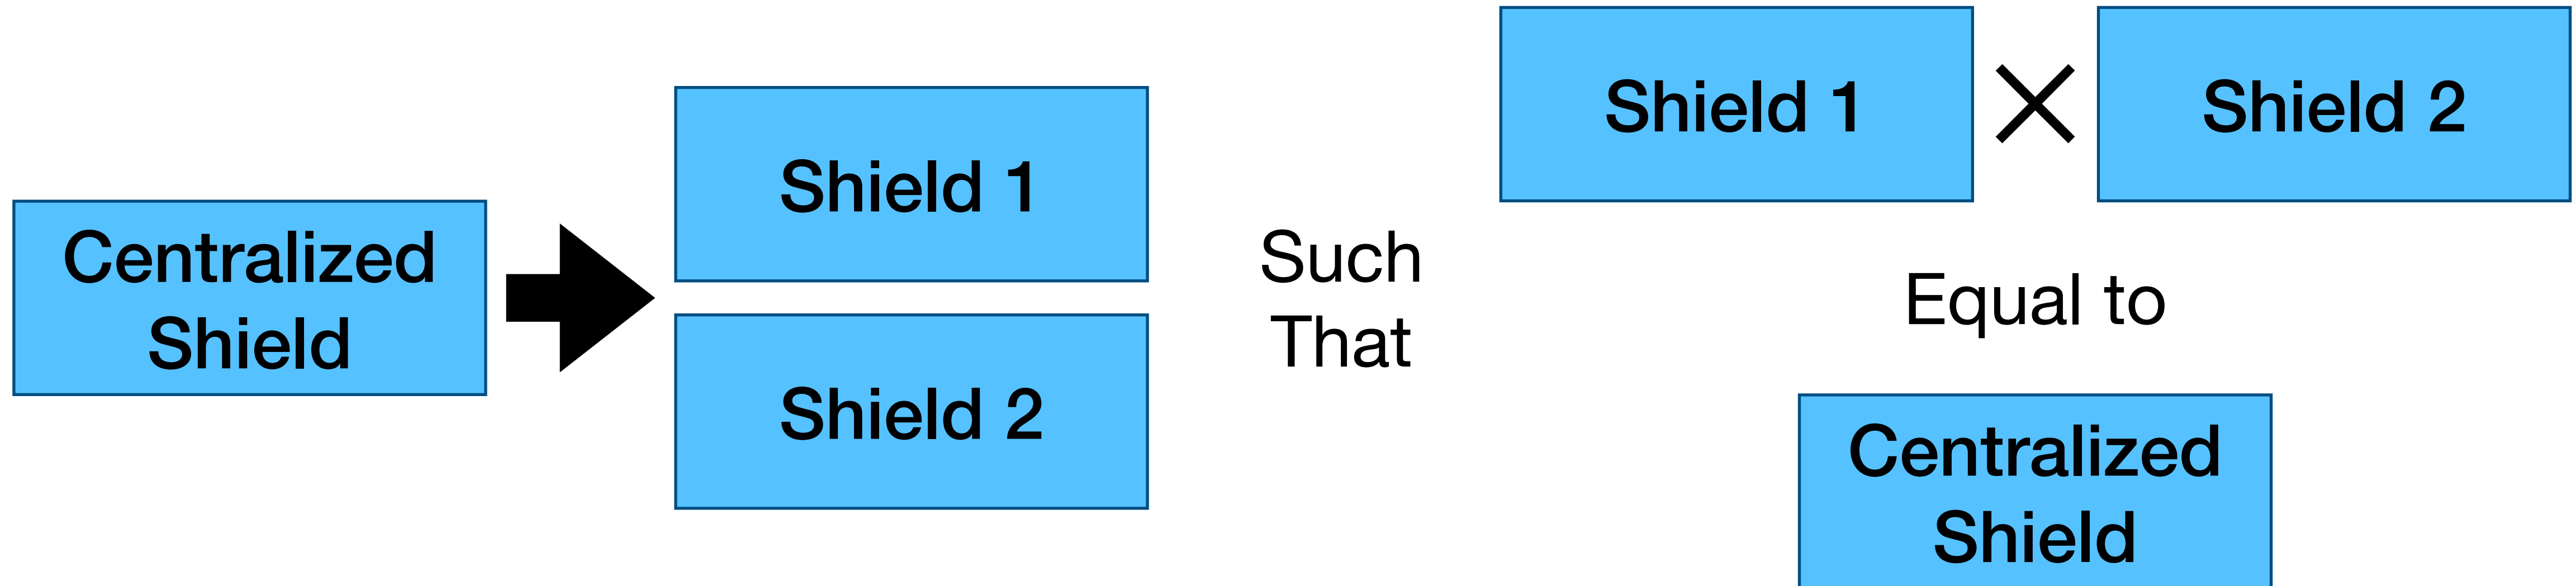 Centralized
Shield
Shield 1
Shield 2
Such
That
Shield 1 × Shield 2
Equal to
Centralized
Shield